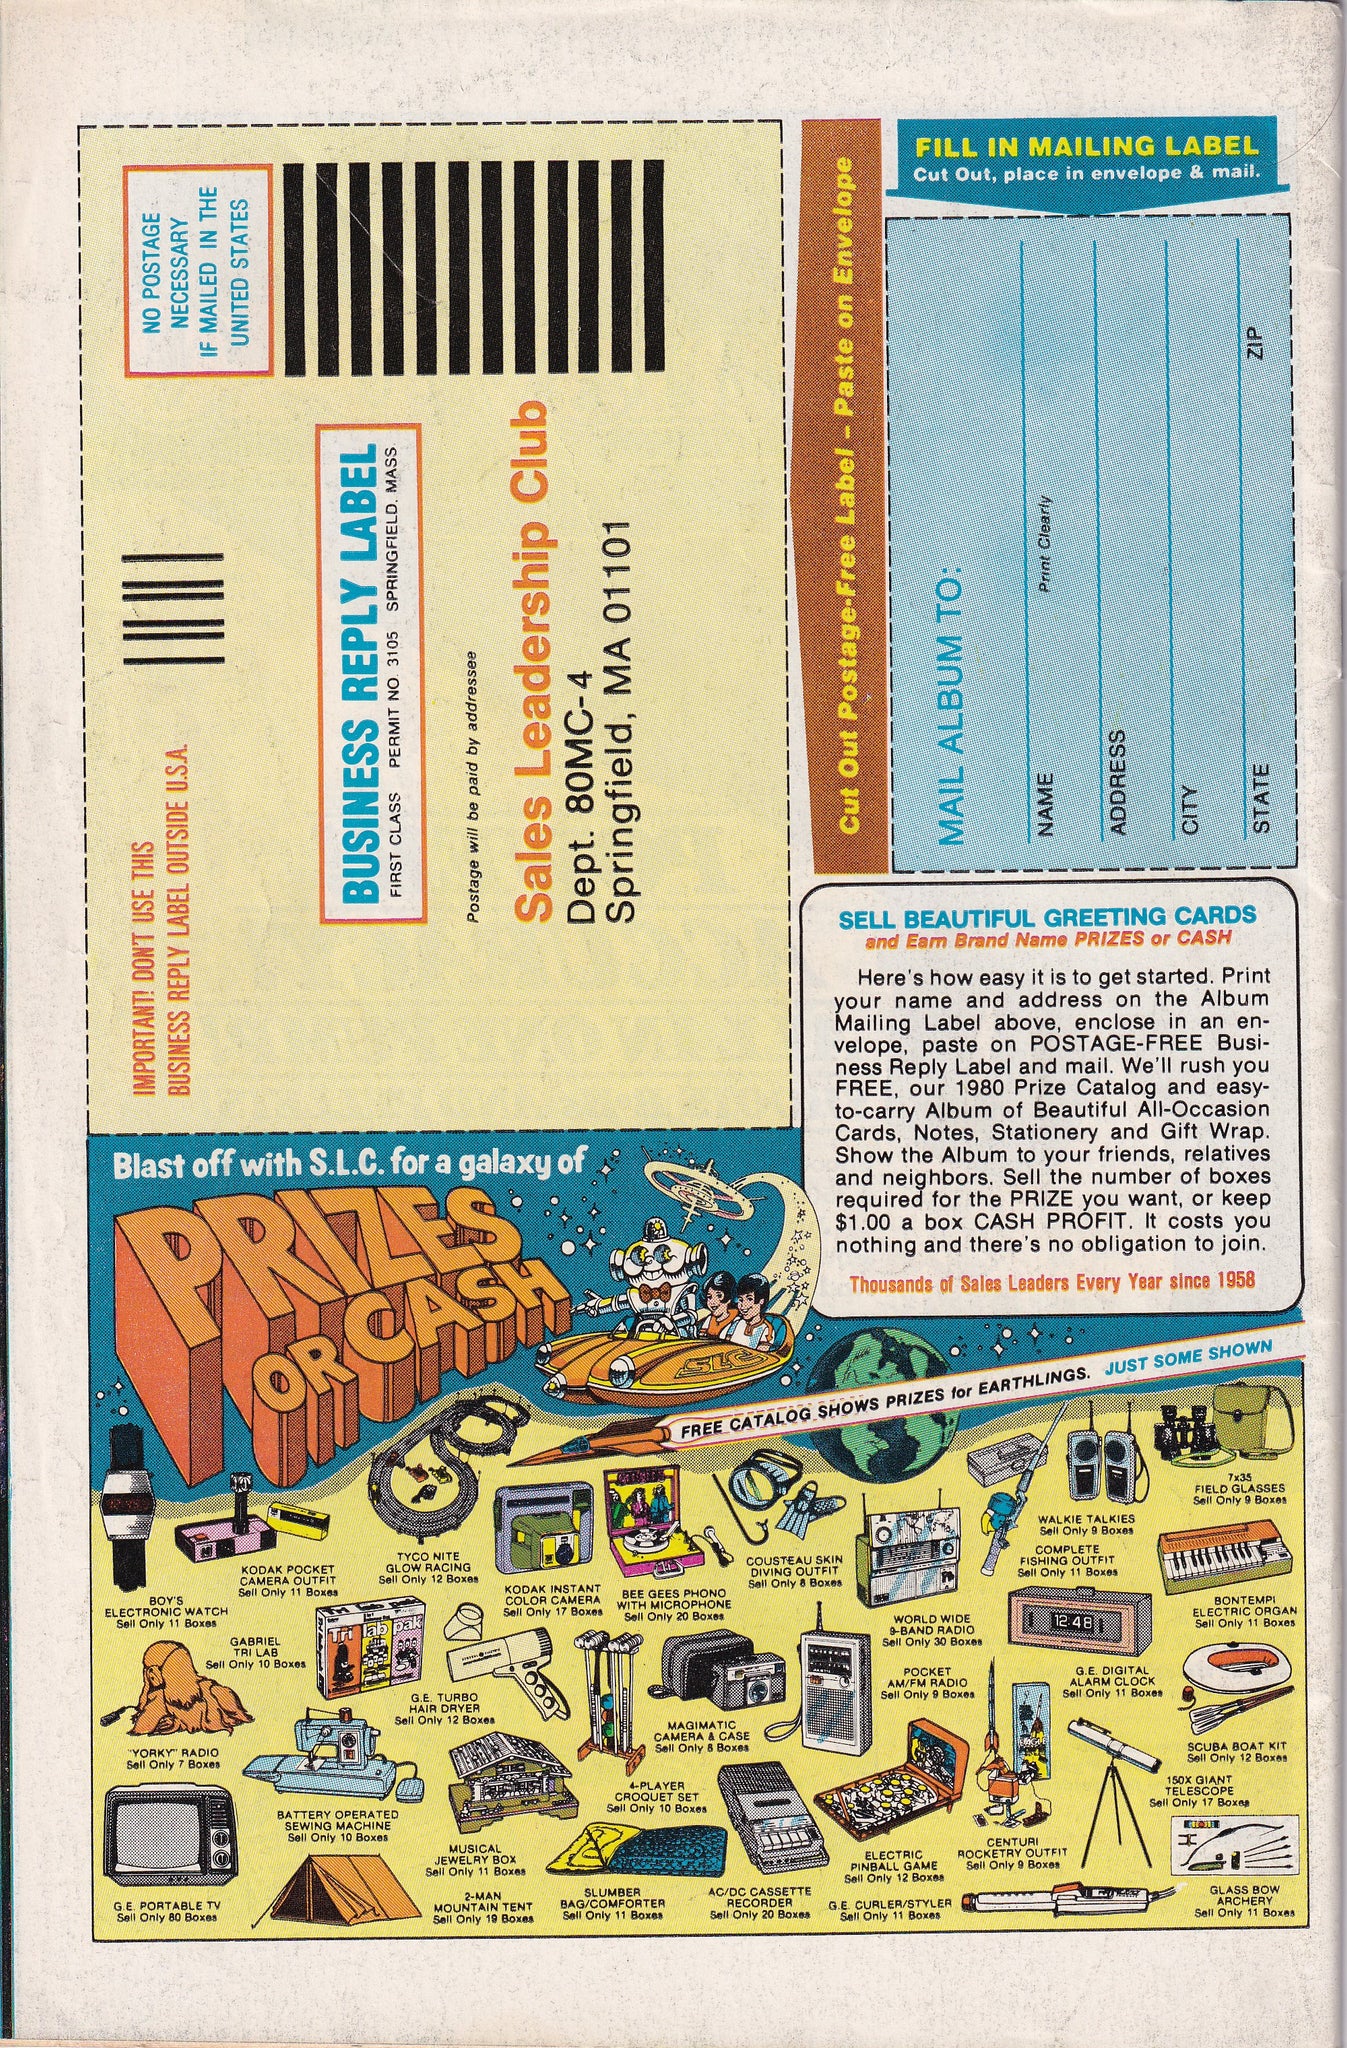 FILL IN MAILING LABEL
Cut Out, place in envelope & mail.
NO POSTAGE
NECESSARY
IF MAILED IN THE
UNITED STATES
IMPORTANT! DON'T USE THIS
BUSINESS REPLY LABEL OUTSIDE U.S.A.
BUSINESS REPLY LABEL
FIRST CLASS PERMIT NO. 3105 SPRINGFIELD, MASS
Postage will be paid by addressee
Sales Leadership Club
Dept. 80MC-4
Springfield, MA 01101
Cut Out Postage-Free Label - Paste on Envelope
MAIL ALBUM TO:
NAME
Print Clearly
ADDRESS
CITY
STATE ZIP
SELL BEAUTIFUL GREETING CARDS
and Earn Brand Name PRIZES or CASH
Here's how easy it is to get started. Print
your name and address on the Album
Mailing Label above, enclose in an en-
velope, paste on POSTAGE-FREE Busi-
ness Reply Label and mail. We'll rush you
FREE, our 1980 Prize Catalog and easy-
to-carry Album of Beautiful All-Occasion
Cards, Notes, Stationery and Gift Wrap.
Show the Album to your friends, relatives
and neighbors. Sell the number of boxes
required for the PRIZE you want, or keep
$1.00 a box CASH PROFIT. It costs you
nothing and there's no obligation to join.
Thousands of Sales Leaders Every Year since 1958
Blast off with S.L.C. for a galaxy of
PRIZES
OR CASH
SLC
FREE CATALOG SHOWS PRIZES for EARTHLINGS. JUST SOME SHOWN
7x35
FIELD GLASSES
Sell Only 9 Boxes
WALKIE TALKIES
Sell Only 9 Boxes
COMPLETE
FISHING OUTFIT
Sell Only 11 Boxes
COUSTEAU SKIN
DIVING OUTFIT
Sell Only 8 Boxes
TYCO NITE
GLOW RACING
Sell Only 12 Boxes
KODAK POCKET
CAMERA OUTFIT
Sell Only 11 Boxes
KODAK INSTANT
COLOR CAMERA
Sell Only 17 Boxes
BEE GEES PHONO
WITH MICROPHONE
Sell Only 20 Boxes
BOY'S
ELECTRONIC WATCH
Sell Only 11 Boxes
WORLD WIDE
9-BAND RADIO
Sell Only 30 Boxes
12:48
BONTEMPI
ELECTRIC ORGAN
Sell Only 11 Boxes
GABRIEL
TRI LAB
Sell Only 10 Boxes
Tri lab pak
G.E. TURBO
HAIR DRYER
Sell Only 12 Boxes
POCKET
AM/FM RADIO
Sell Only 9 Boxes
G.E. DIGITAL
ALARM CLOCK
Sell Only 11 Boxes
MAGIMATIC
CAMERA & CASE
Sell Only 8 Boxes
"YORKY" RADIO
Sell Only 7 Boxes
SCUBA BOAT KIT
Sell Only 12 Boxes
4-PLAYER
CROQUET SET
Sell Only 10 Boxes
150X GIANT
TELESCOPE
Sell Only 17 Boxes
BATTERY OPERATED
SEWING MACHINE
Sell Only 10 Boxes
MUSICAL
JEWELRY BOX
Sell Only 11 Boxes
ELECTRIC
PINBALL GAME
Sell Only 12 Boxes
CENTURI
ROCKETRY OUTFIT
Sell Only 9 Boxes
G.E. PORTABLE TV
Sell Only 80 Boxes
2-MAN
MOUNTAIN TENT
Sell Only 19 Boxes
SLUMBER
BAG/COMFORTER
Sell Only 11 Boxes
AC/DC CASSETTE
RECORDER
Sell Only 20 Boxes
G.E. CURLER/STYLER
Sell Only 11 Boxes
GLASS BOW
ARCHERY
Sell Only 11 Boxes